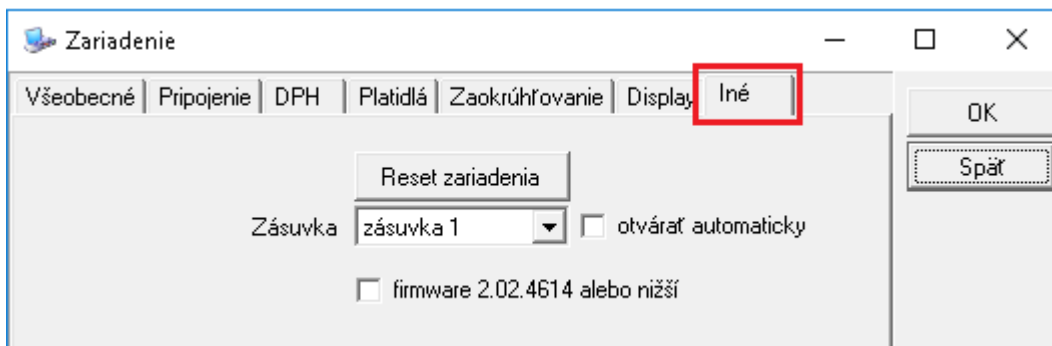 Zariadenie
Všeobecné Pripojenie DPH Platidlá Zaokrúhľovanie Display Iné
OK
Späť
Reset zariadenia
Zásuvka zásuvka 1 otvárať automaticky
firmware 2.02.4614 alebo nižší